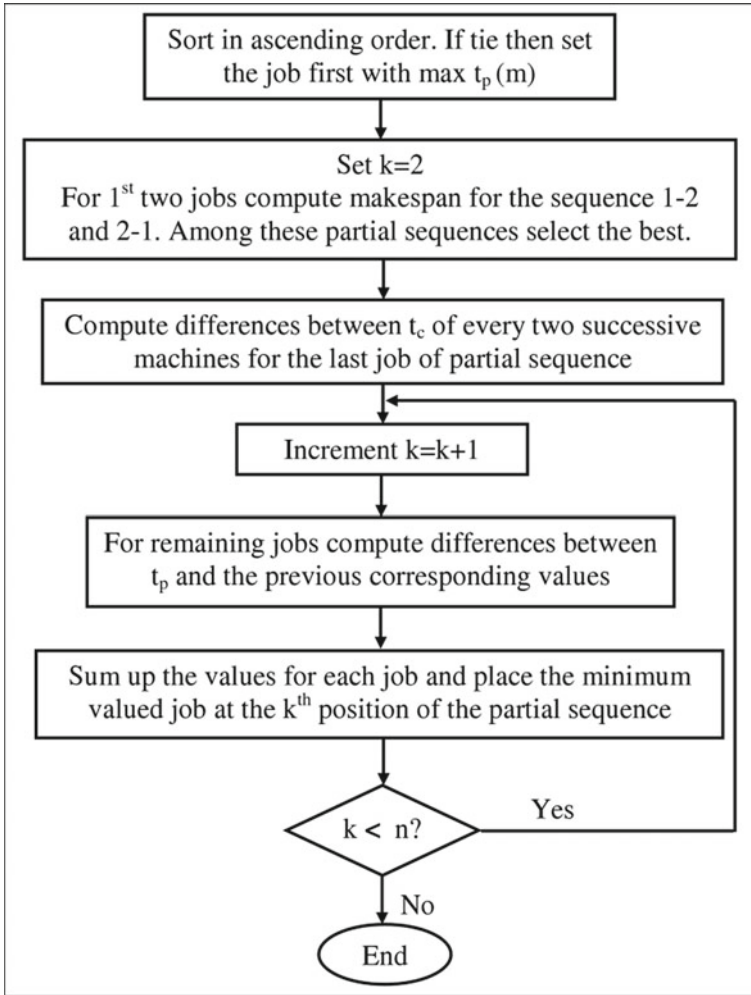 Sort in ascending order. If tie then set
the job first with max tₚ (m)
Set k=2
For 1ˢᵗ two jobs compute makespan for the sequence 1-2
and 2-1. Among these partial sequences select the best.
Compute differences between t_c of every two successive
machines for the last job of partial sequence
Increment k=k+1
For remaining jobs compute differences between
tₚ and the previous corresponding values
Sum up the values for each job and place the minimum
valued job at the kᵗʰ position of the partial sequence
k < n?
Yes
No
End